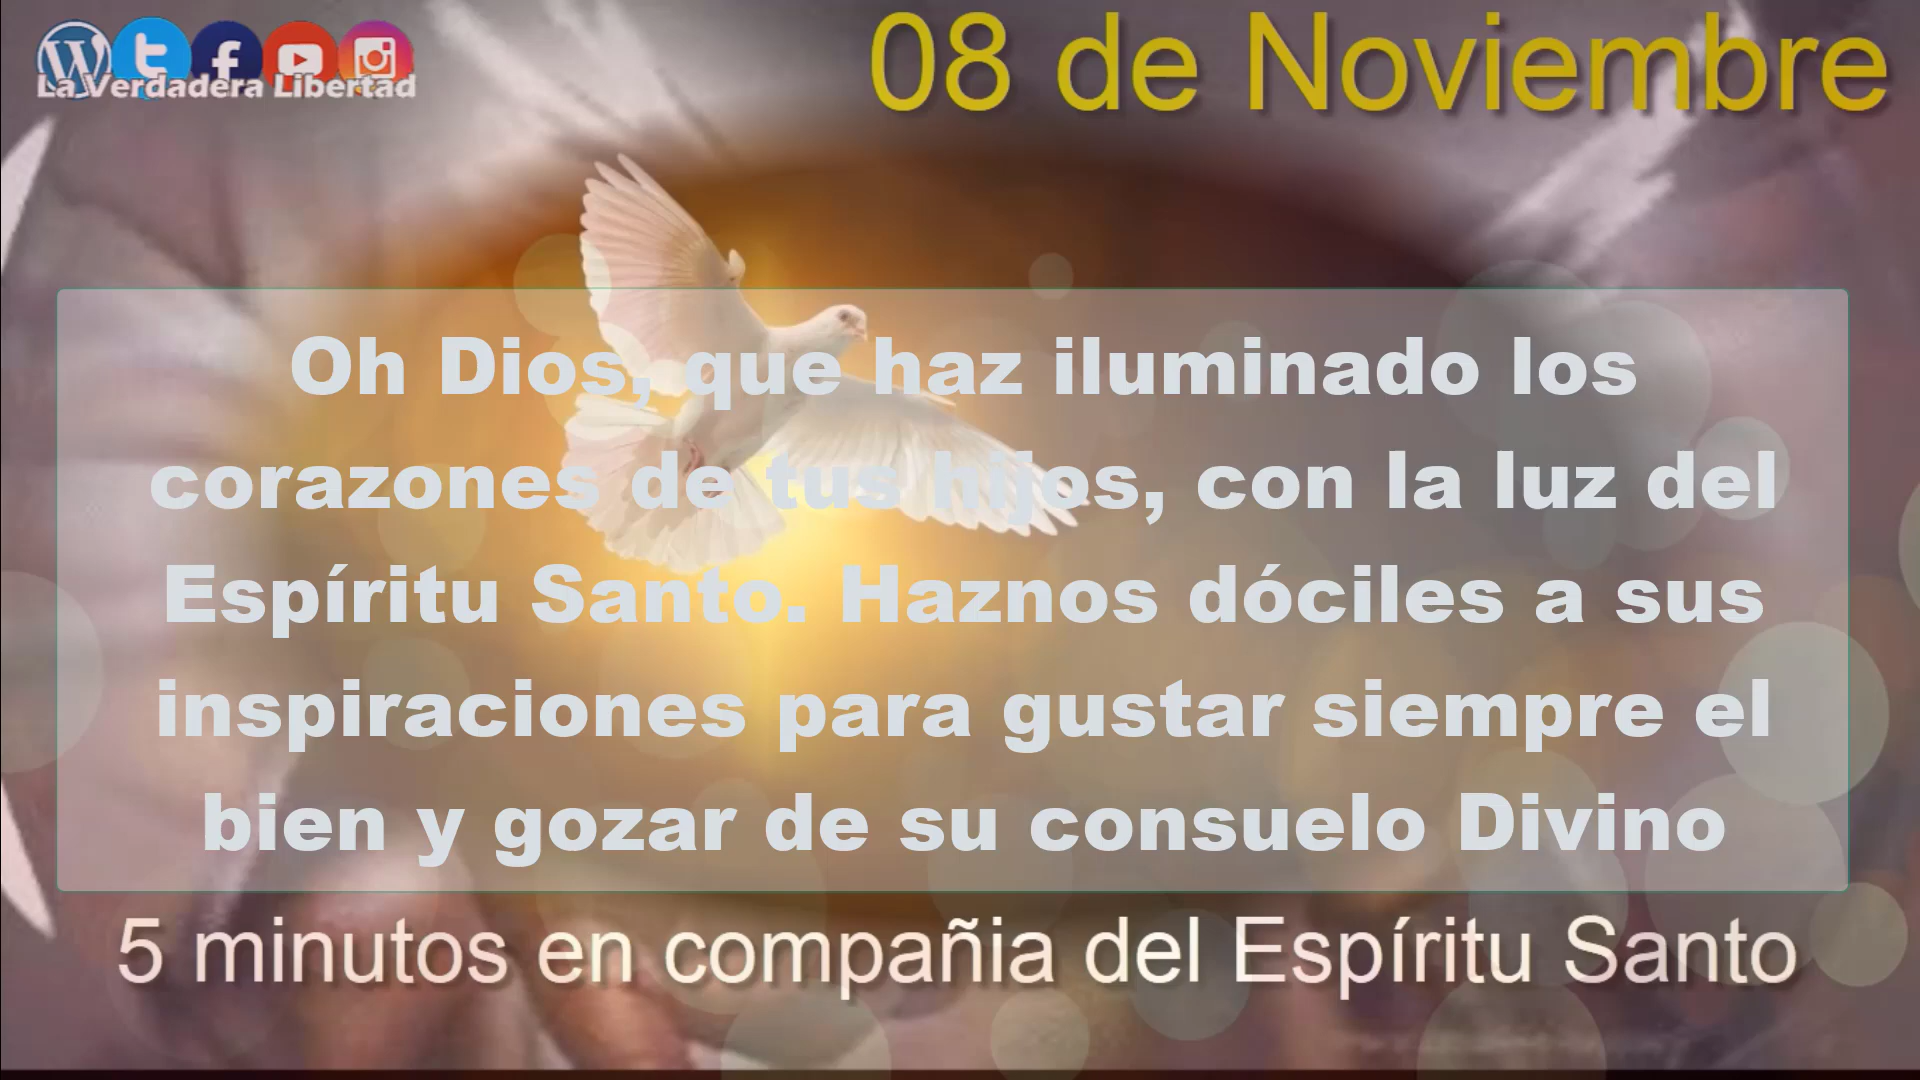 La Verdadera Libertad
08 de Noviembre
Oh Dios, que haz iluminado los
corazones de tus hijos, con la luz del
Espíritu Santo. Haznos dóciles a sus
inspiraciones para gustar siempre el
bien y gozar de su consuelo Divino
5 minutos en compañia del Espíritu Santo